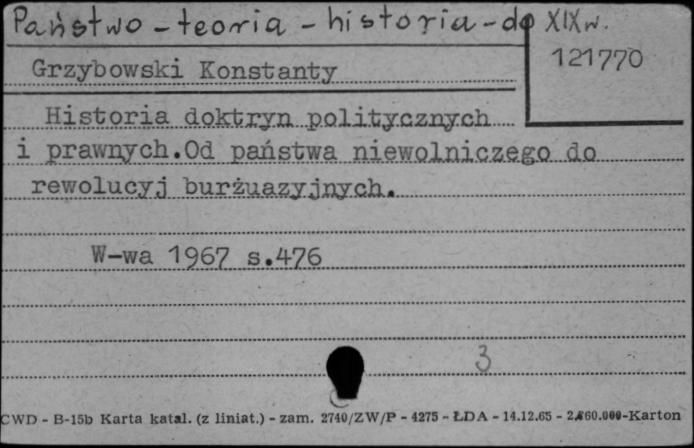 Państwo - teoria - historia - do XIX w.
121770
Grzybowski Konstanty
Historia doktryn politycznych
i prawnych.Od państwa niewolniczego do
rewolucyj burżuazyjnych.
W-wa 1967 s.476
3
CWD - B-15b Karta katal. (z liniat.) - zam. 2740/ZW/P - 4275 - ŁDA - 14.12.65 - -Karton